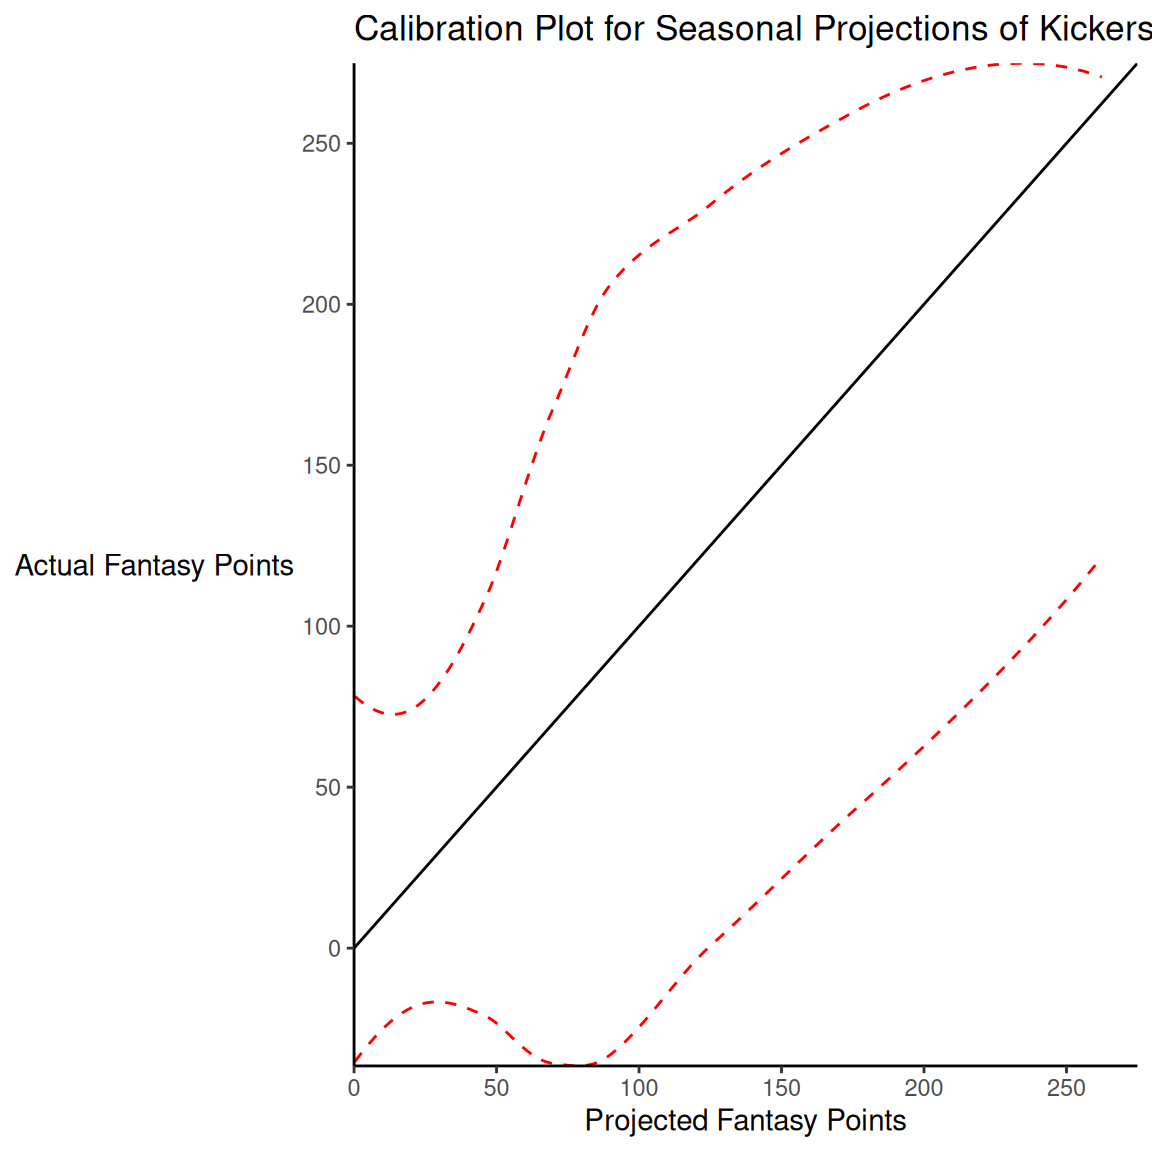 Calibration Plot for Seasonal Projections of Kickers
250
200
150
100
50
0
Actual Fantasy Points
0 50 100 150 200 250
Projected Fantasy Points